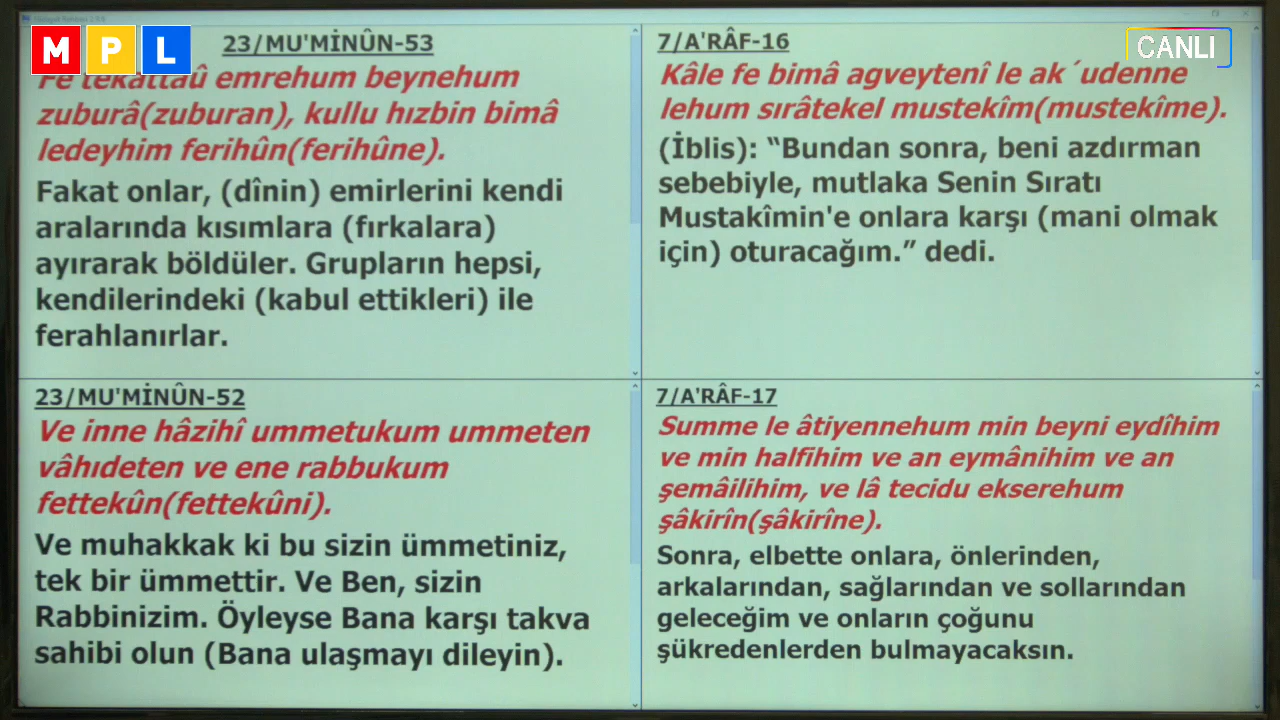 MPL
CANLI
23/MU'MİNÛN-53
Fe tekattaû emrehum beynehum
zuburâ(zuburan), kullu hızbin bimâ
ledeyhim ferihûn(ferihûne).
Fakat onlar, (dînin) emirlerini kendi
aralarında kısımlara (fırkalara)
ayırarak böldüler. Grupların hepsi,
kendilerindeki (kabul ettikleri) ile
ferahlanırlar.
7/A'RÂF-16
Kâle fe bimâ agveytenî le ak´udenne
lehum sırâtekel mustekîm(mustekîme).
(İblis): “Bundan sonra, beni azdırman
sebebiyle, mutlaka Senin Sıratı
Mustakîmin'e onlara karşı (mani olmak
için) oturacağım.” dedi.
23/MU'MİNÛN-52
Ve inne hâzihî ummetukum ummeten
vâhıdeten ve ene rabbukum
fettekûn(fettekûni).
Ve muhakkak ki bu sizin ümmetiniz,
tek bir ümmettir. Ve Ben, sizin
Rabbinizim. Öyleyse Bana karşı takva
sahibi olun (Bana ulaşmayı dileyin).
7/A’RÂF-17
Summe le âtiyennehum min beyni eydîhim
ve min halfihim ve an eymânihim ve an
şemâilihim, ve lâ tecidu ekserehum
şâkirîn(şâkirîne).
Sonra, elbette onlara, önlerinden,
arkalarından, sağlarından ve sollarından
geleceğim ve onların çoğunu
şükredenlerden bulmayacaksın.